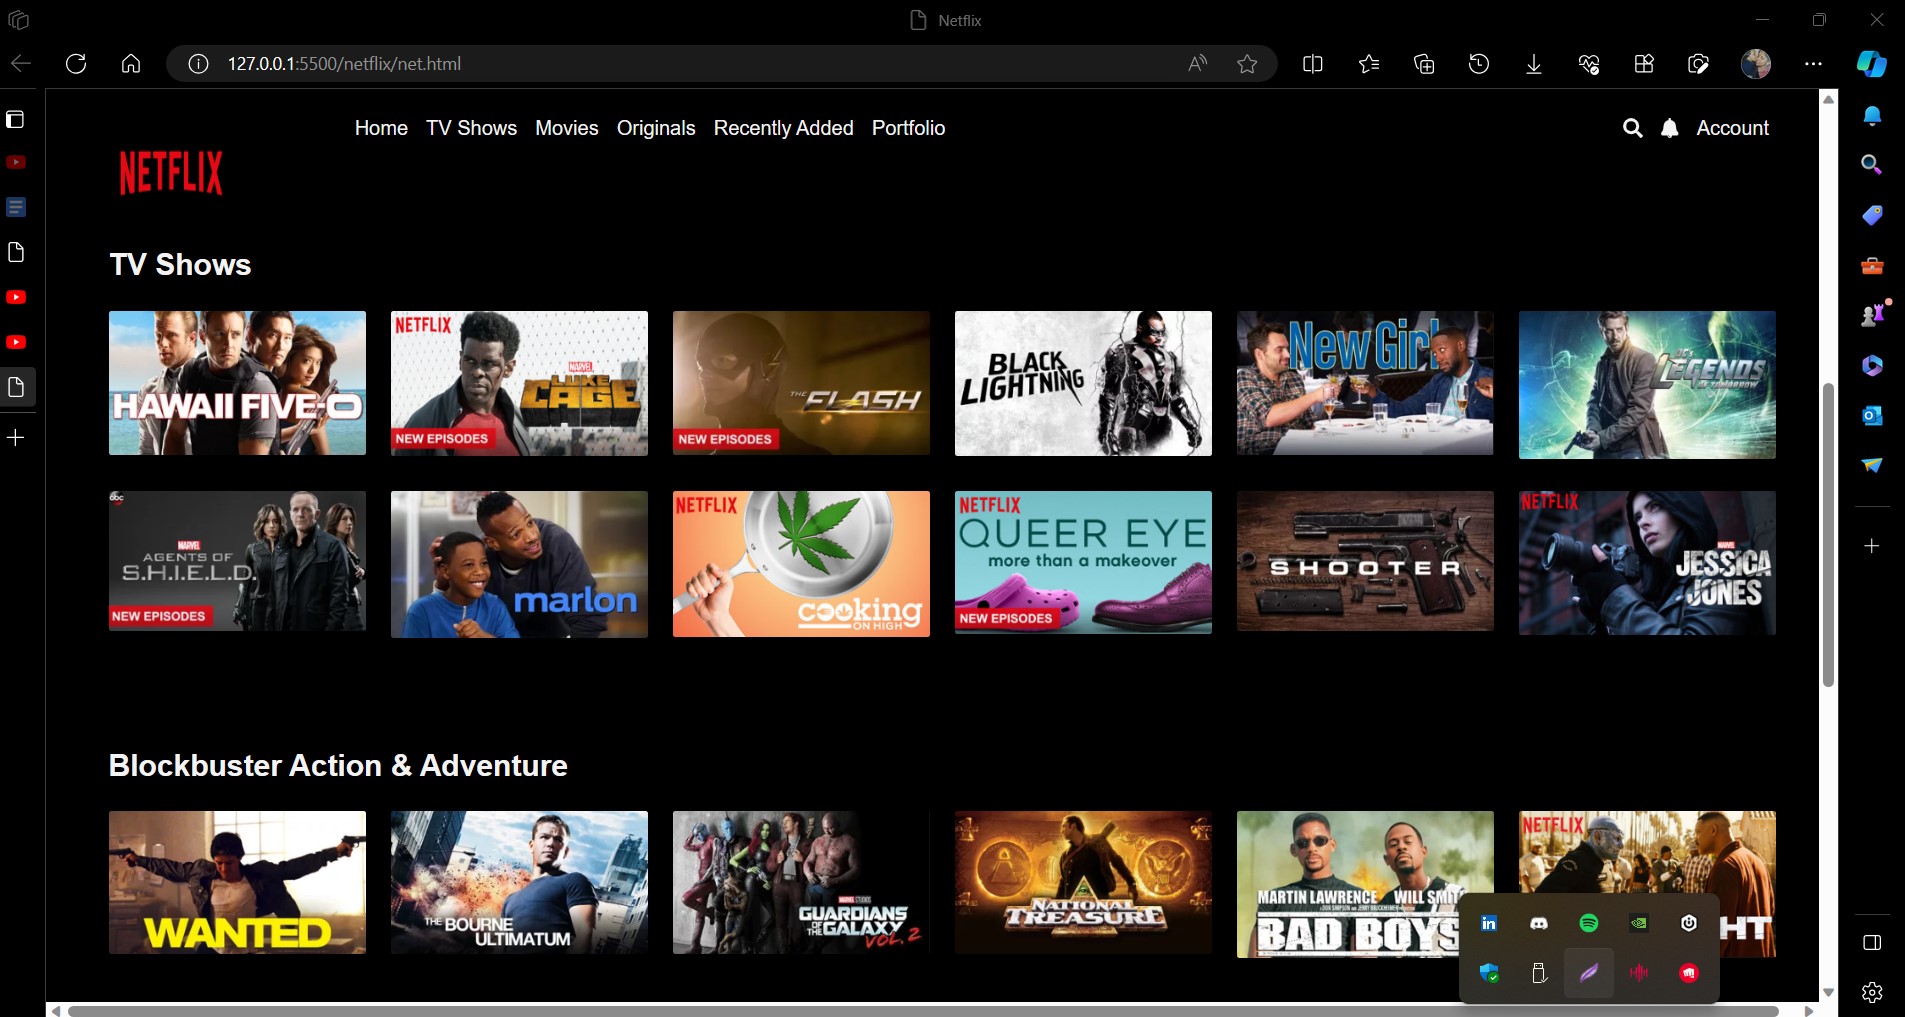 Netflix
127.0.0.1:5500/netflix/net.html
Home TV Shows Movies Originals Recently Added Portfolio
Account
NETFLIX
TV Shows
HAWAII FIVE-O
NETFLIX
MARVEL
LUKE
CAGE
NEW EPISODES
THE FLASH
NEW EPISODES
BLACK
LIGHTNING
New Girl
DC's
LEGENDS
OF TOMORROW
abc
MARVEL
AGENTS OF
S.H.I.E.L.D.
NEW EPISODES
marlon
NETFLIX
cooking
ON HIGH
NETFLIX
QUEER EYE
more than a makeover
NEW EPISODES
SHOOTER
NETFLIX
MARVEL
JESSICA
JONES
Blockbuster Action & Adventure
WANTED
THE BOURNE
ULTIMATUM
MARVEL STUDIOS
GUARDIANS
OF THE GALAXY
VOL. 2
NATIONAL
TREASURE
MARTIN LAWRENCE WILL SMIT
BAD BOYS
NETFLIX
HT
in